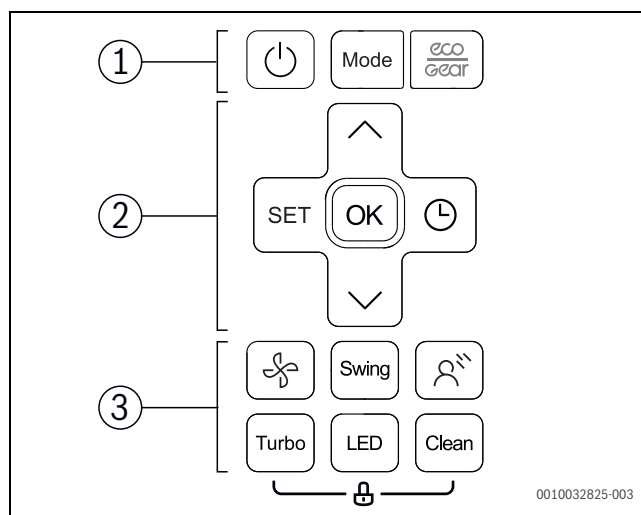 1
Mode
eco
Gear
2
SET
OK
3
Swing
Turbo
LED
Clean
0010032825-003